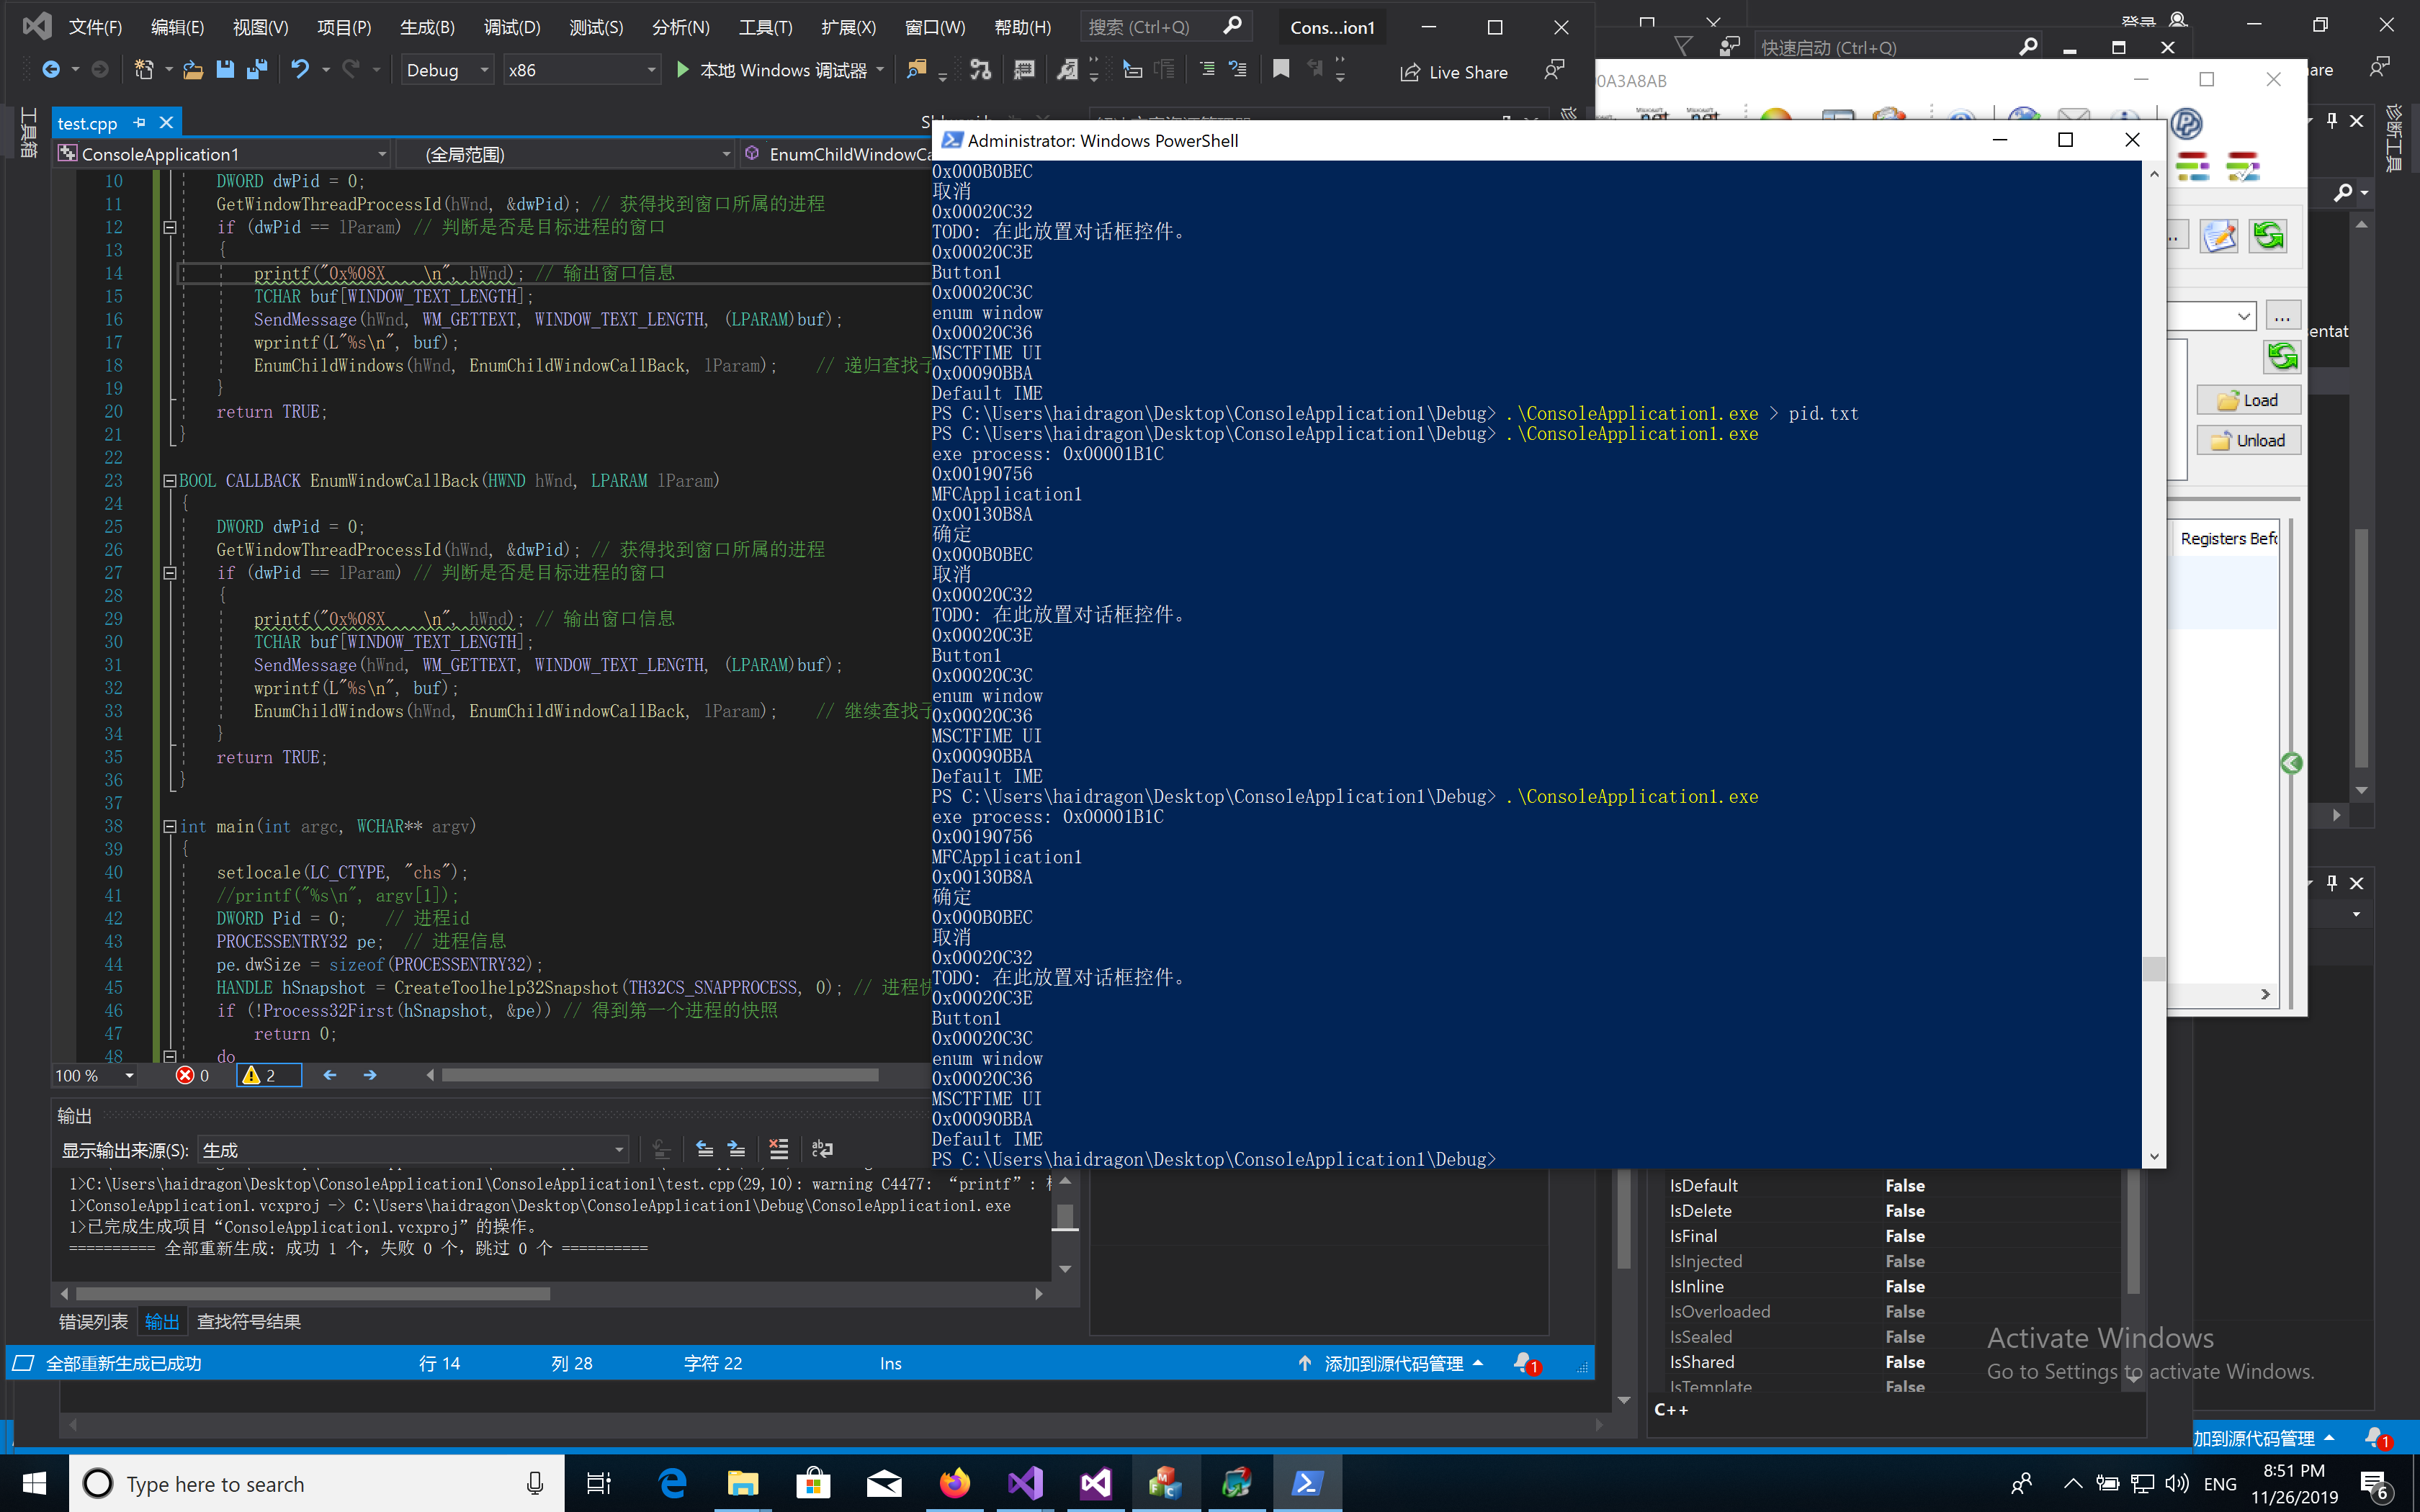 文件(F) 编辑(E) 视图(V) 项目(P) 生成(B) 调试(D) 测试(S) 分析(N) 工具(T) 扩展(X) 窗口(W) 帮助(H) 搜索 (Ctrl+Q) Cons...ion1
登录
快速启动 (Ctrl+Q)
Debug x86 本地 Windows 调试器 Live Share
are
0A3A8AB
工具箱
诊断工具
test.cpp
ConsoleApplication1 (全局范围)
10 DWORD dwPid = 0;
11 GetWindowThreadProcessId(hWnd, &dwPid); // 获得找到窗口所属的进程
12 if (dwPid == lParam) // 判断是否是目标进程的窗口
13 {
14 printf("0x%08X    \n", hWnd); // 输出窗口信息
15 TCHAR buf[WINDOW_TEXT_LENGTH];
16 SendMessage(hWnd, WM_GETTEXT, WINDOW_TEXT_LENGTH, (LPARAM)buf);
17 wprintf(L"%s\n", buf);
18 EnumChildWindows(hWnd, EnumChildWindowCallBack, lParam);    // 递归查找子
19 }
20 return TRUE;
21 }
22
23 BOOL CALLBACK EnumWindowCallBack(HWND hWnd, LPARAM lParam)
24 {
25 DWORD dwPid = 0;
26 GetWindowThreadProcessId(hWnd, &dwPid); // 获得找到窗口所属的进程
27 if (dwPid == lParam) // 判断是否是目标进程的窗口
28 {
29 printf("0x%08X    \n", hWnd); // 输出窗口信息
30 TCHAR buf[WINDOW_TEXT_LENGTH];
31 SendMessage(hWnd, WM_GETTEXT, WINDOW_TEXT_LENGTH, (LPARAM)buf);
32 wprintf(L"%s\n", buf);
33 EnumChildWindows(hWnd, EnumChildWindowCallBack, lParam);    // 继续查找子
34 }
35 return TRUE;
36 }
37
38 int main(int argc, WCHAR** argv)
39 {
40 setlocale(LC_CTYPE, "chs");
41 //printf("%s\n", argv[1]);
42 DWORD Pid = 0;    // 进程id
43 PROCESSENTRY32 pe;  // 进程信息
44 pe.dwSize = sizeof(PROCESSENTRY32);
45 HANDLE hSnapshot = CreateToolhelp32Snapshot(TH32CS_SNAPPROCESS, 0); // 进程快
46 if (!Process32First(hSnapshot, &pe)) // 得到第一个进程的快照
47 return 0;
48 do
100 % 0 2
输出
显示输出来源(S): 生成
1>C:\Users\haidragon\Desktop\ConsoleApplication1\ConsoleApplication1\test.cpp(29,10): warning C4477: “printf”:
1>ConsoleApplication1.vcxproj -> C:\Users\haidragon\Desktop\ConsoleApplication1\Debug\ConsoleApplication1.exe
1>已完成生成项目“ConsoleApplication1.vcxproj”的操作。
========== 全部重新生成: 成功 1 个，失败 0 个，跳过 0 个 ==========
错误列表 输出 查找符号结果
全部重新生成已成功 行 14 列 28 字符 22 Ins 添加到源代码管理 1
Administrator: Windows PowerShell
0x000B0BEC
取消
0x00020C32
TODO: 在此放置对话框控件。
0x00020C3E
Button1
0x00020C3C
enum window
0x00020C36
MSCTFIME UI
0x00090BBA
Default IME
PS C:\Users\haidragon\Desktop\ConsoleApplication1\Debug> .\ConsoleApplication1.exe > pid.txt
PS C:\Users\haidragon\Desktop\ConsoleApplication1\Debug> .\ConsoleApplication1.exe
exe process: 0x00001B1C
0x00190756
MFCApplication1
0x00130B8A
确定
0x000B0BEC
取消
0x00020C32
TODO: 在此放置对话框控件。
0x00020C3E
Button1
0x00020C3C
enum window
0x00020C36
MSCTFIME UI
0x00090BBA
Default IME
PS C:\Users\haidragon\Desktop\ConsoleApplication1\Debug> .\ConsoleApplication1.exe
exe process: 0x00001B1C
0x00190756
MFCApplication1
0x00130B8A
确定
0x000B0BEC
取消
0x00020C32
TODO: 在此放置对话框控件。
0x00020C3E
Button1
0x00020C3C
enum window
0x00020C36
MSCTFIME UI
0x00090BBA
Default IME
PS C:\Users\haidragon\Desktop\ConsoleApplication1\Debug>
...
entat
Load
Unload
Registers Befo
IsDefault False
IsDelete False
IsFinal False
IsInjected False
IsInline False
IsOverloaded False
IsSealed False
IsShared False
IsTemplate False
C++
Activate Windows
Go to Settings to activate Windows.
加到源代码管理 1
Type here to search
ENG 8:51 PM
11/26/2019 6